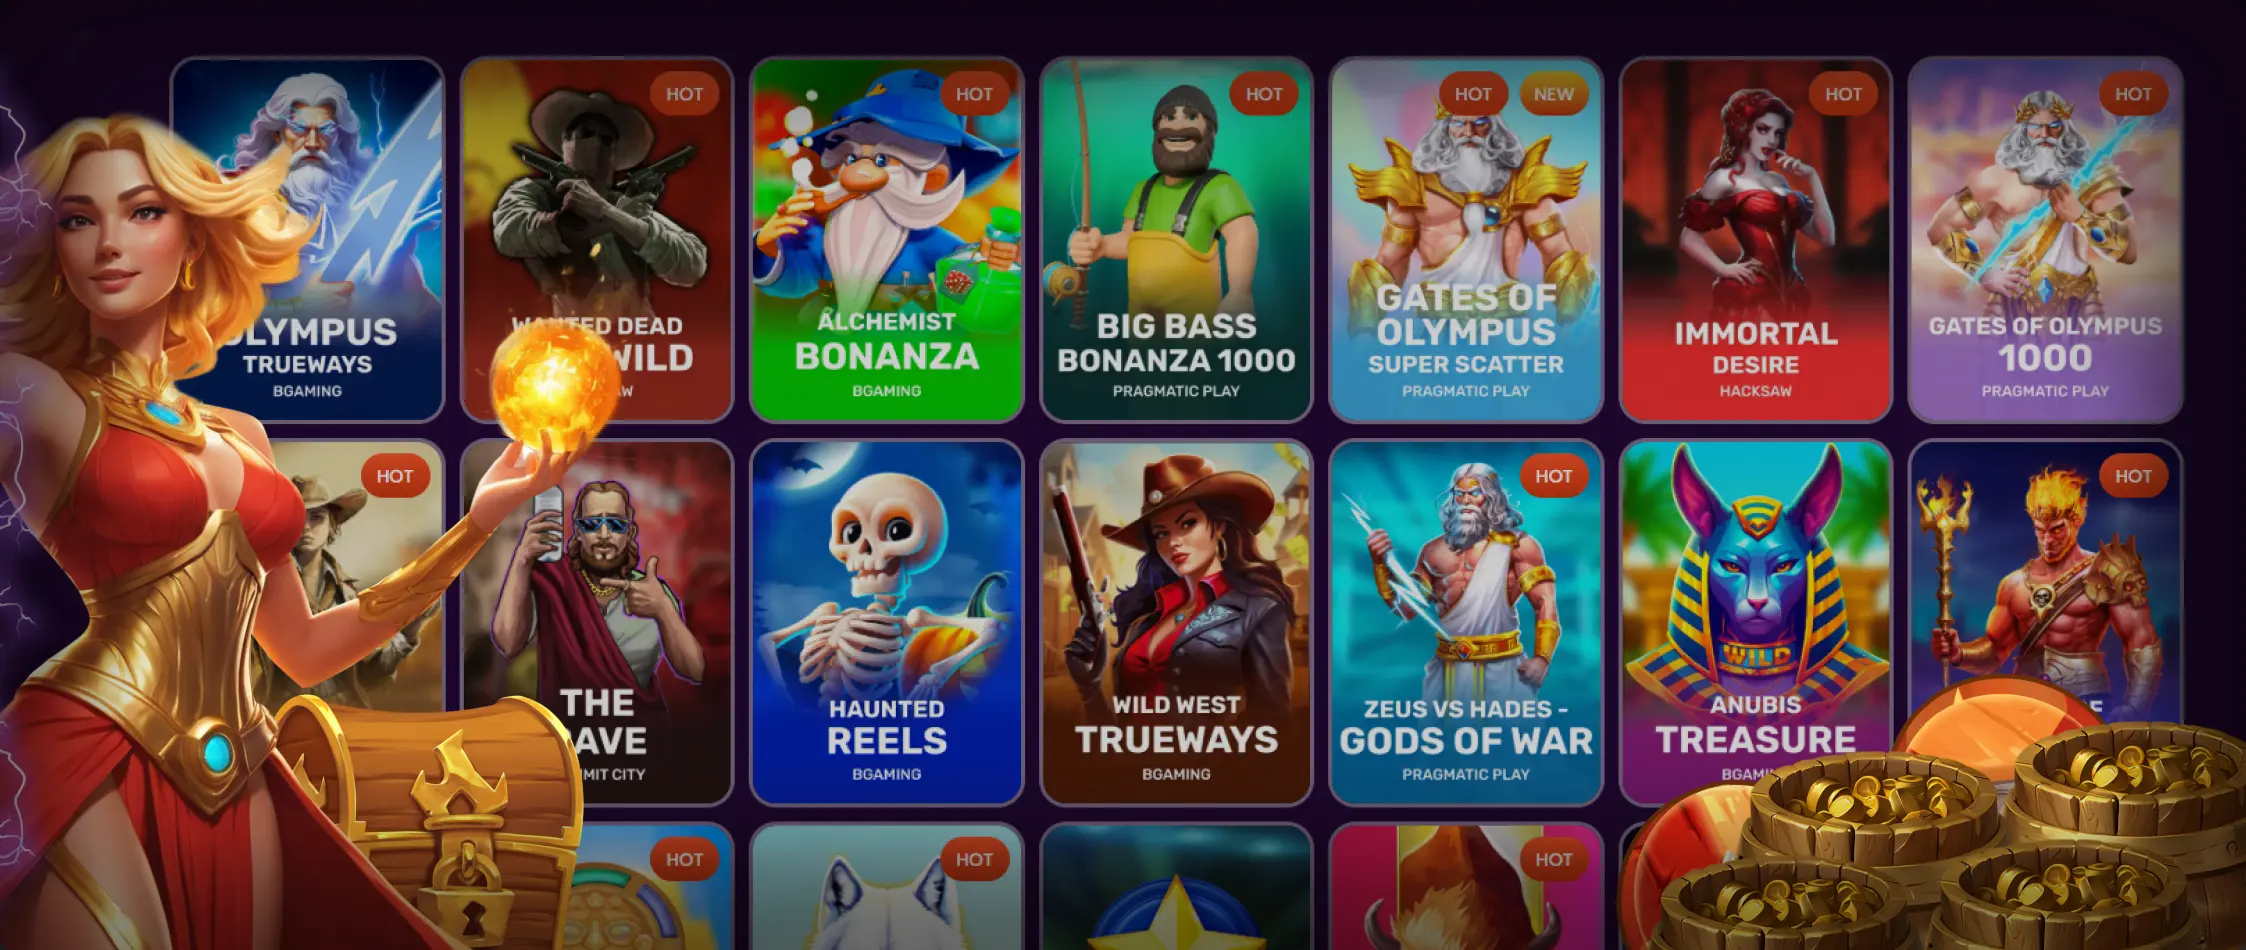 HOT
HOT
HOT
HOT
NEW
HOT
HOT
OLYMPUS
TRUEWAYS
BGAMING
WANTED DEAD
WILD
ALCHEMIST
BONANZA
BGAMING
BIG BASS
BONANZA 1000
PRAGMATIC PLAY
GATES OF
OLYMPUS
SUPER SCATTER
PRAGMATIC PLAY
IMMORTAL
DESIRE
HACKSAW
GATES OF OLYMPUS
1000
PRAGMATIC PLAY
HOT
HOT
HOT
THE
HAUNTED
REELS
BGAMING
WILD WEST
TRUEWAYS
BGAMING
ZEUS VS HADES -
GODS OF WAR
PRAGMATIC PLAY
WILD
ANUBIS
TREASURE
BGAMING
CITY
HOT
HOT
HOT